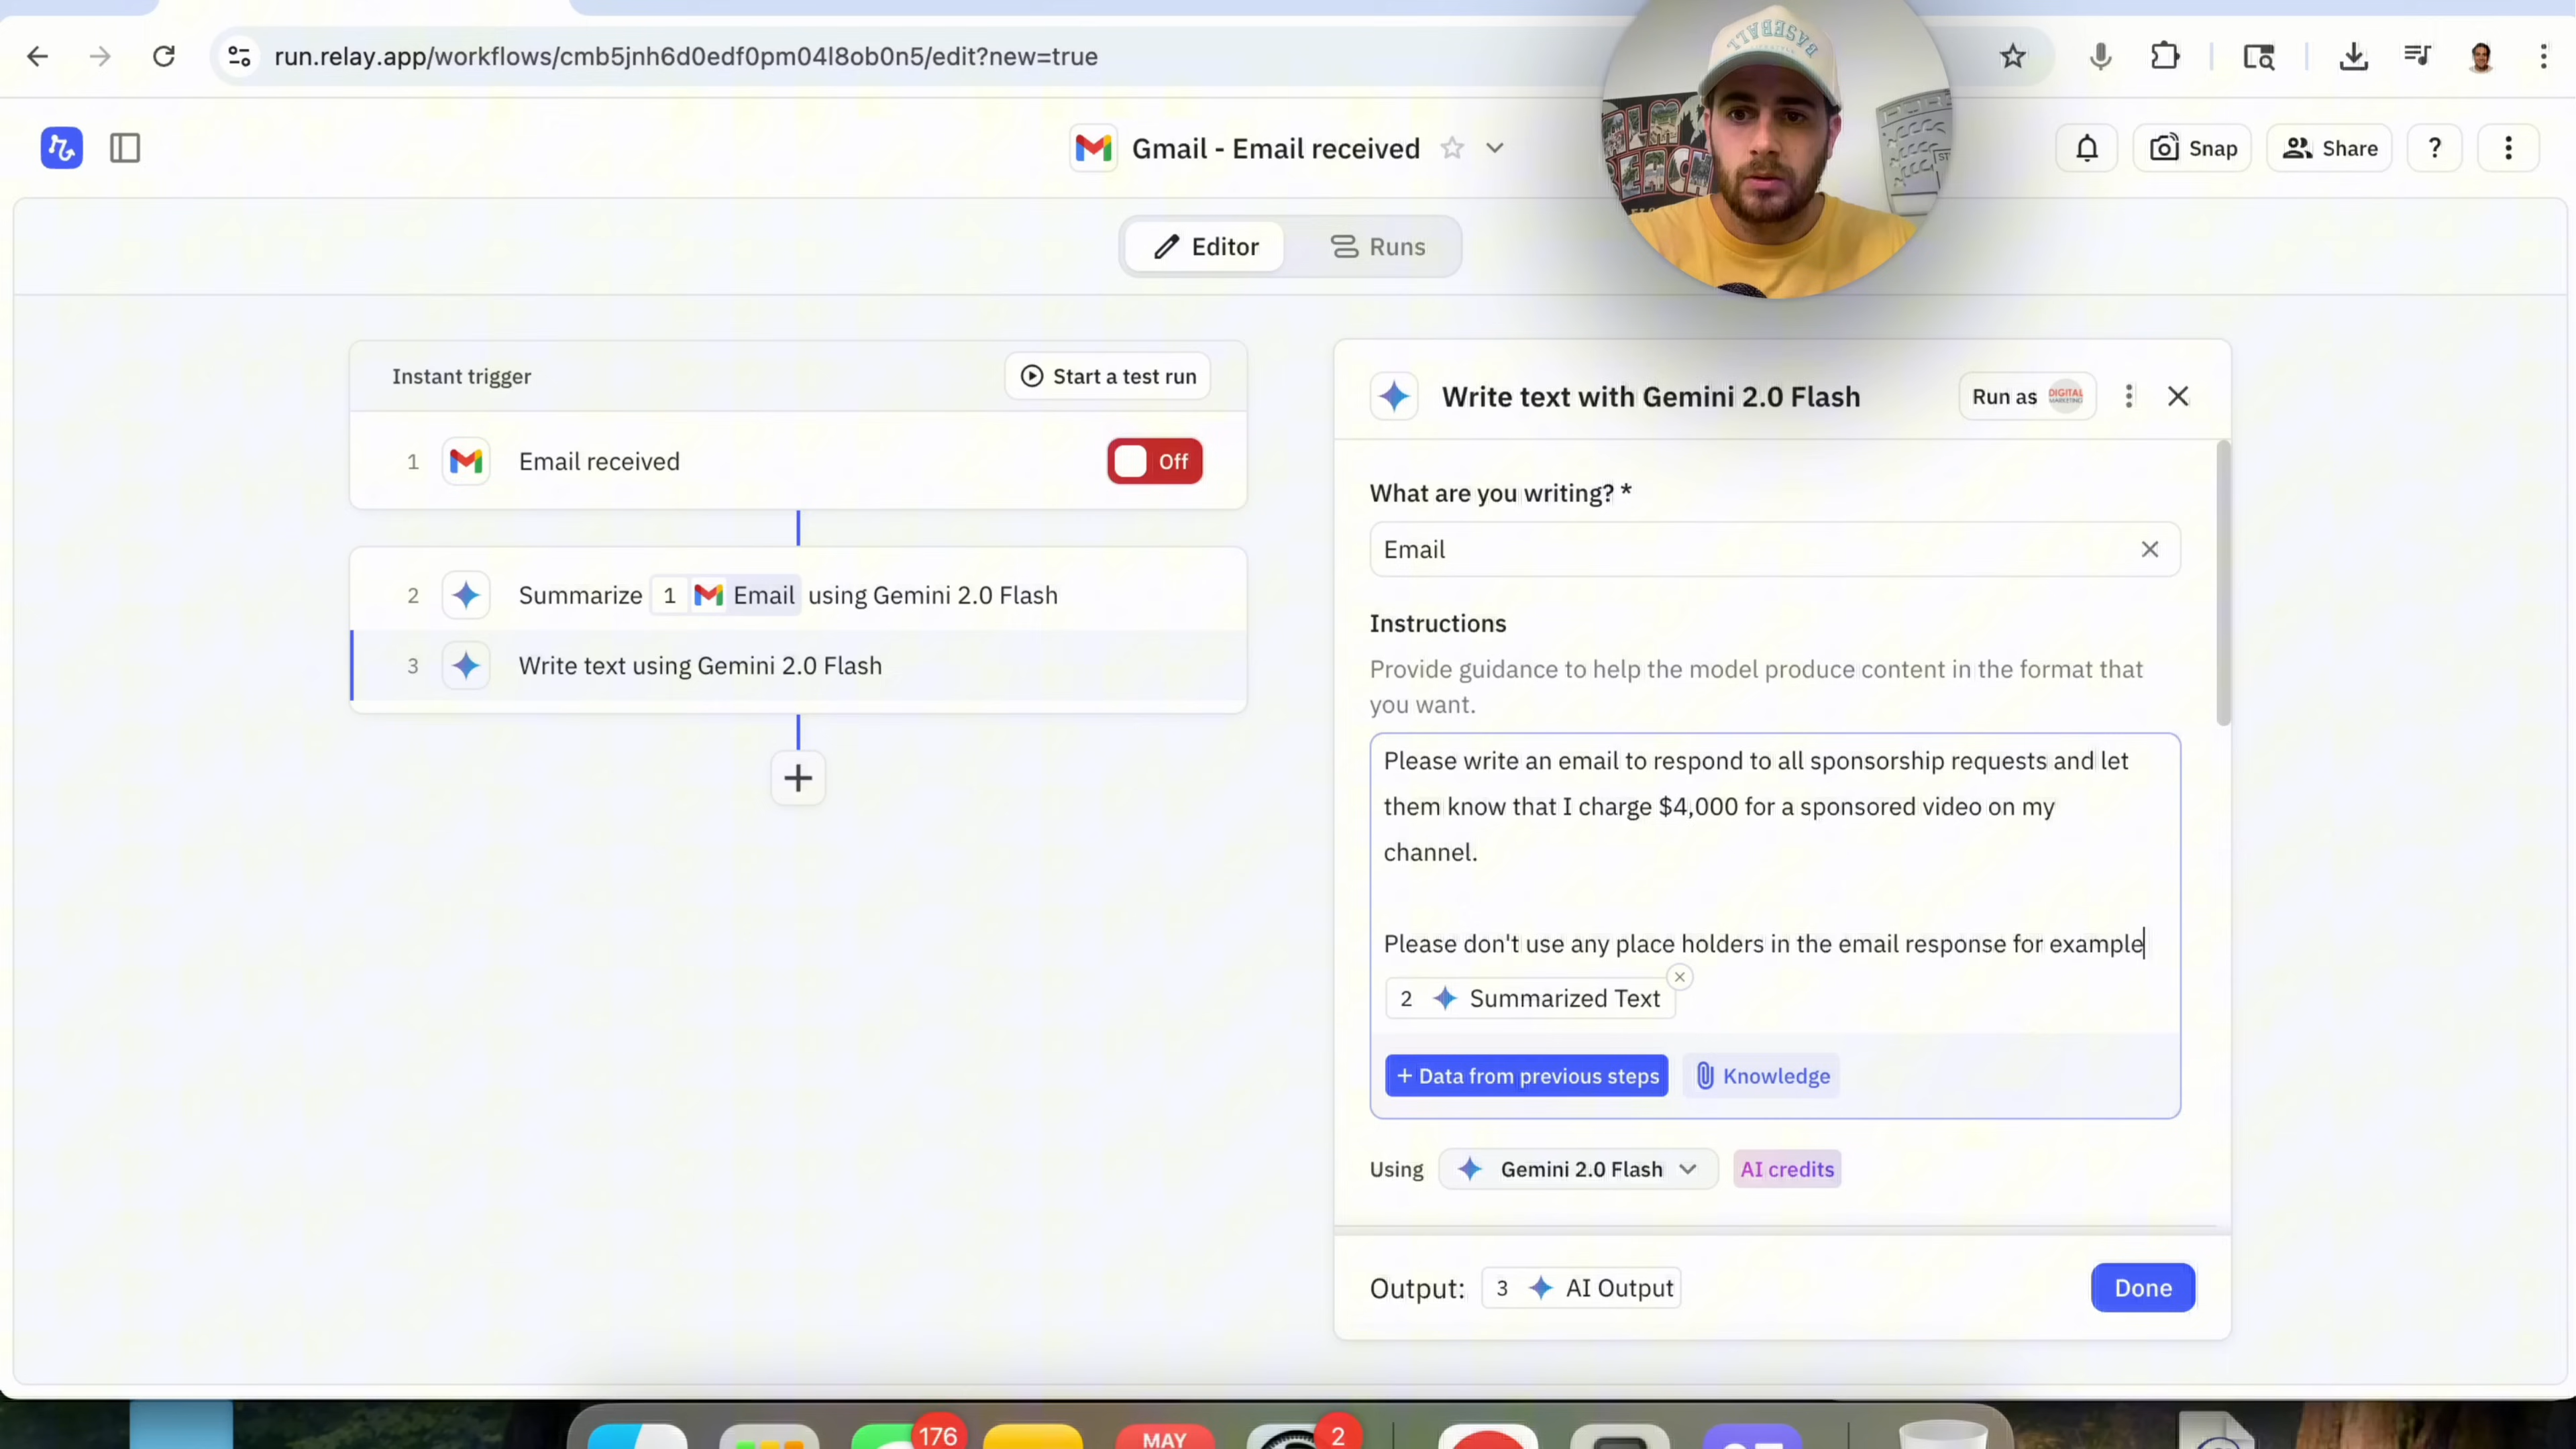 run.relay.app/workflows/cmb5jnh6d0edf0pm04l8ob0n5/edit?new=true
BASEBALL
Gmail - Email received
Snap
Share
?
Editor
Runs
Instant trigger
Start a test run
1 Email received
Off
2 Summarize 1 Email using Gemini 2.0 Flash
3 Write text using Gemini 2.0 Flash
+
Write text with Gemini 2.0 Flash
Run as DIGITAL MARKETING
What are you writing? *
Email
Instructions
Provide guidance to help the model produce content in the format that
you want.
Please write an email to respond to all sponsorship requests and let
them know that I charge $4,000 for a sponsored video on my
channel.
Please don't use any place holders in the email response for example
2 Summarized Text
+ Data from previous steps
Knowledge
Using Gemini 2.0 Flash AI credits
Output: 3 AI Output
Done
176
MAY
2